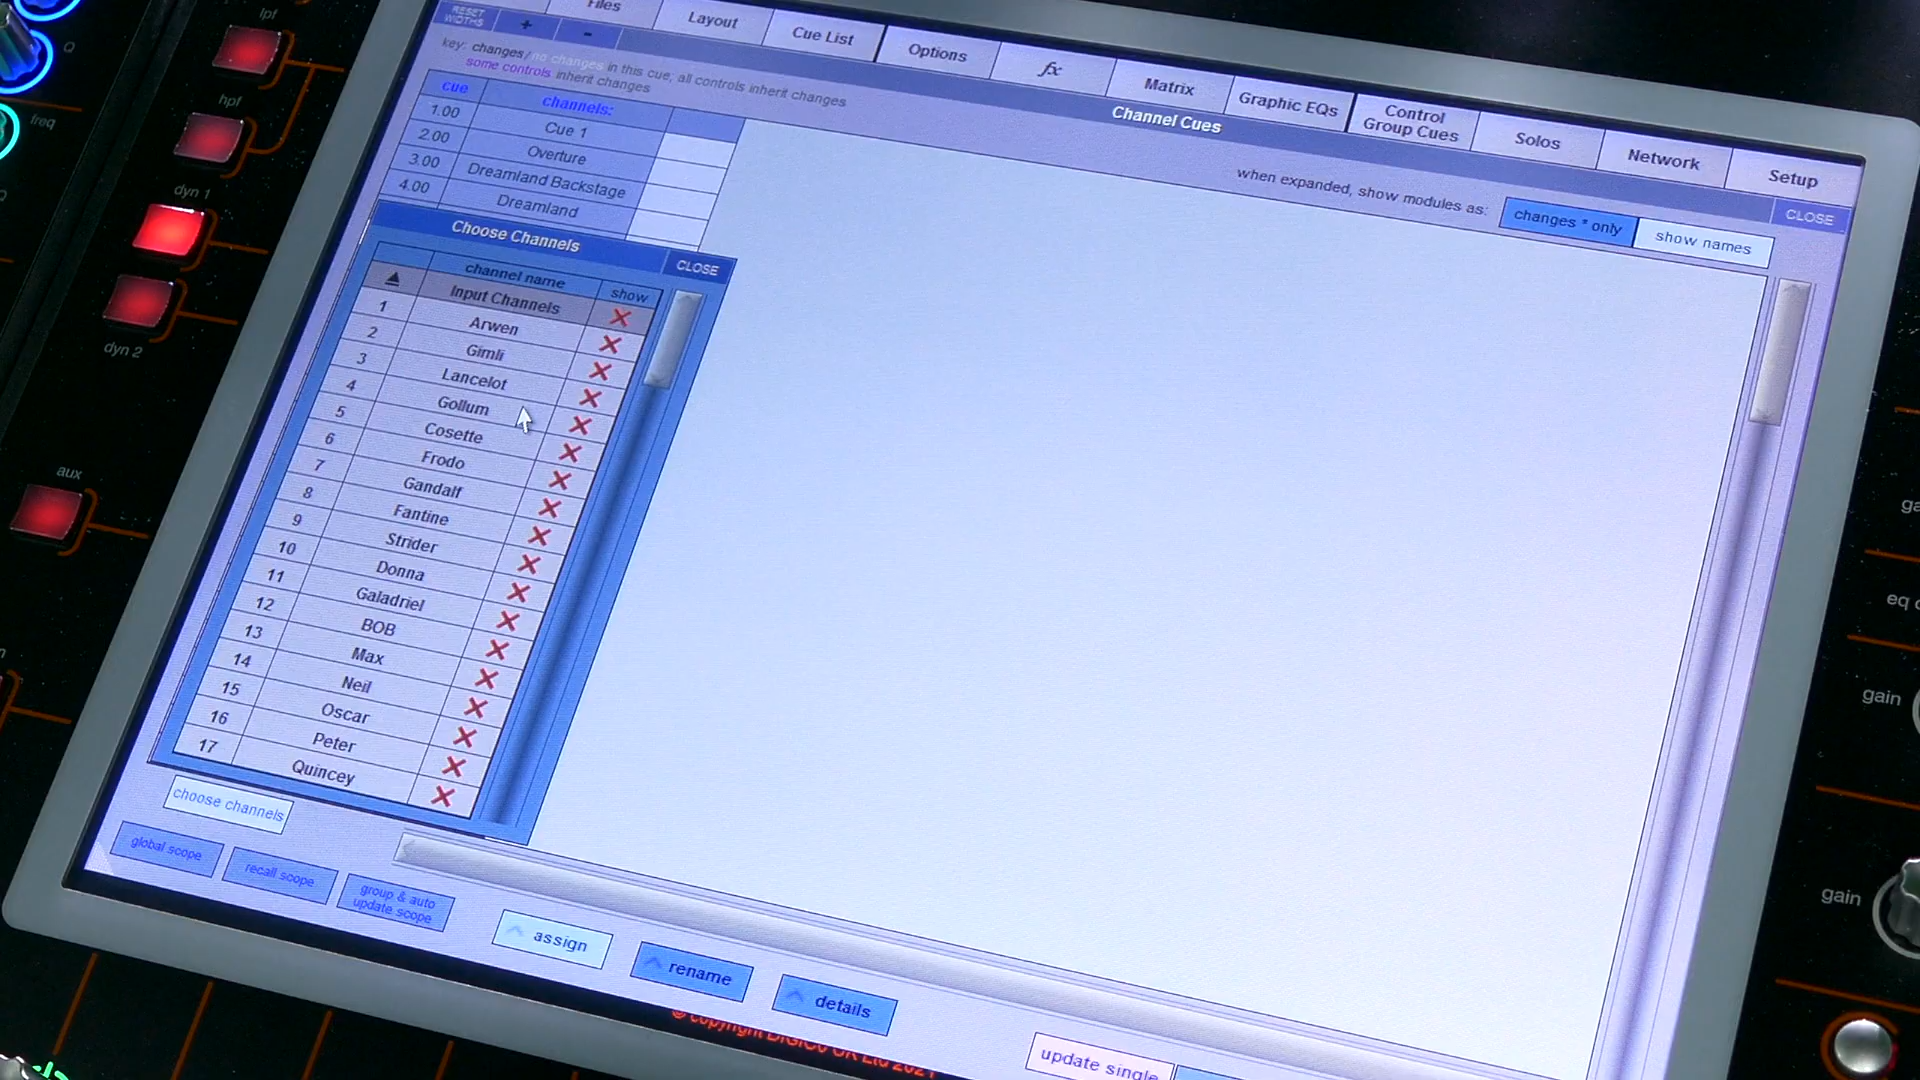 lpf
hpf
dyn 1
dyn 2
aux
Q
freq
RESET WIDTHS
+
-
Files
Layout
Cue List
Options
fx
Matrix
Graphic EQs
Control Group Cues
Solos
Network
Setup
key: changes/no changes in this cue, all controls inherit changes
some controls inherit changes
Channel Cues
CLOSE
when expanded, show modules as:
changes * only
show names
cue channels:
1.00 Cue 1
2.00 Overture
3.00 Dreamland Backstage
4.00 Dreamland
Choose Channels
CLOSE
channel name show
Input Channels
1 Arwen
2 Gimli
3 Lancelot
4 Gollum
5 Cosette
6 Frodo
7 Gandalf
8 Fantine
9 Strider
10 Donna
11 Galadriel
12 BOB
13 Max
14 Neil
15 Oscar
16 Peter
17 Quincey
choose channels
global scope
recall scope
group & auto update scope
assign
rename
details
update single
© copyright DiGiCo UK Ltd 2021
eq
gain
gain